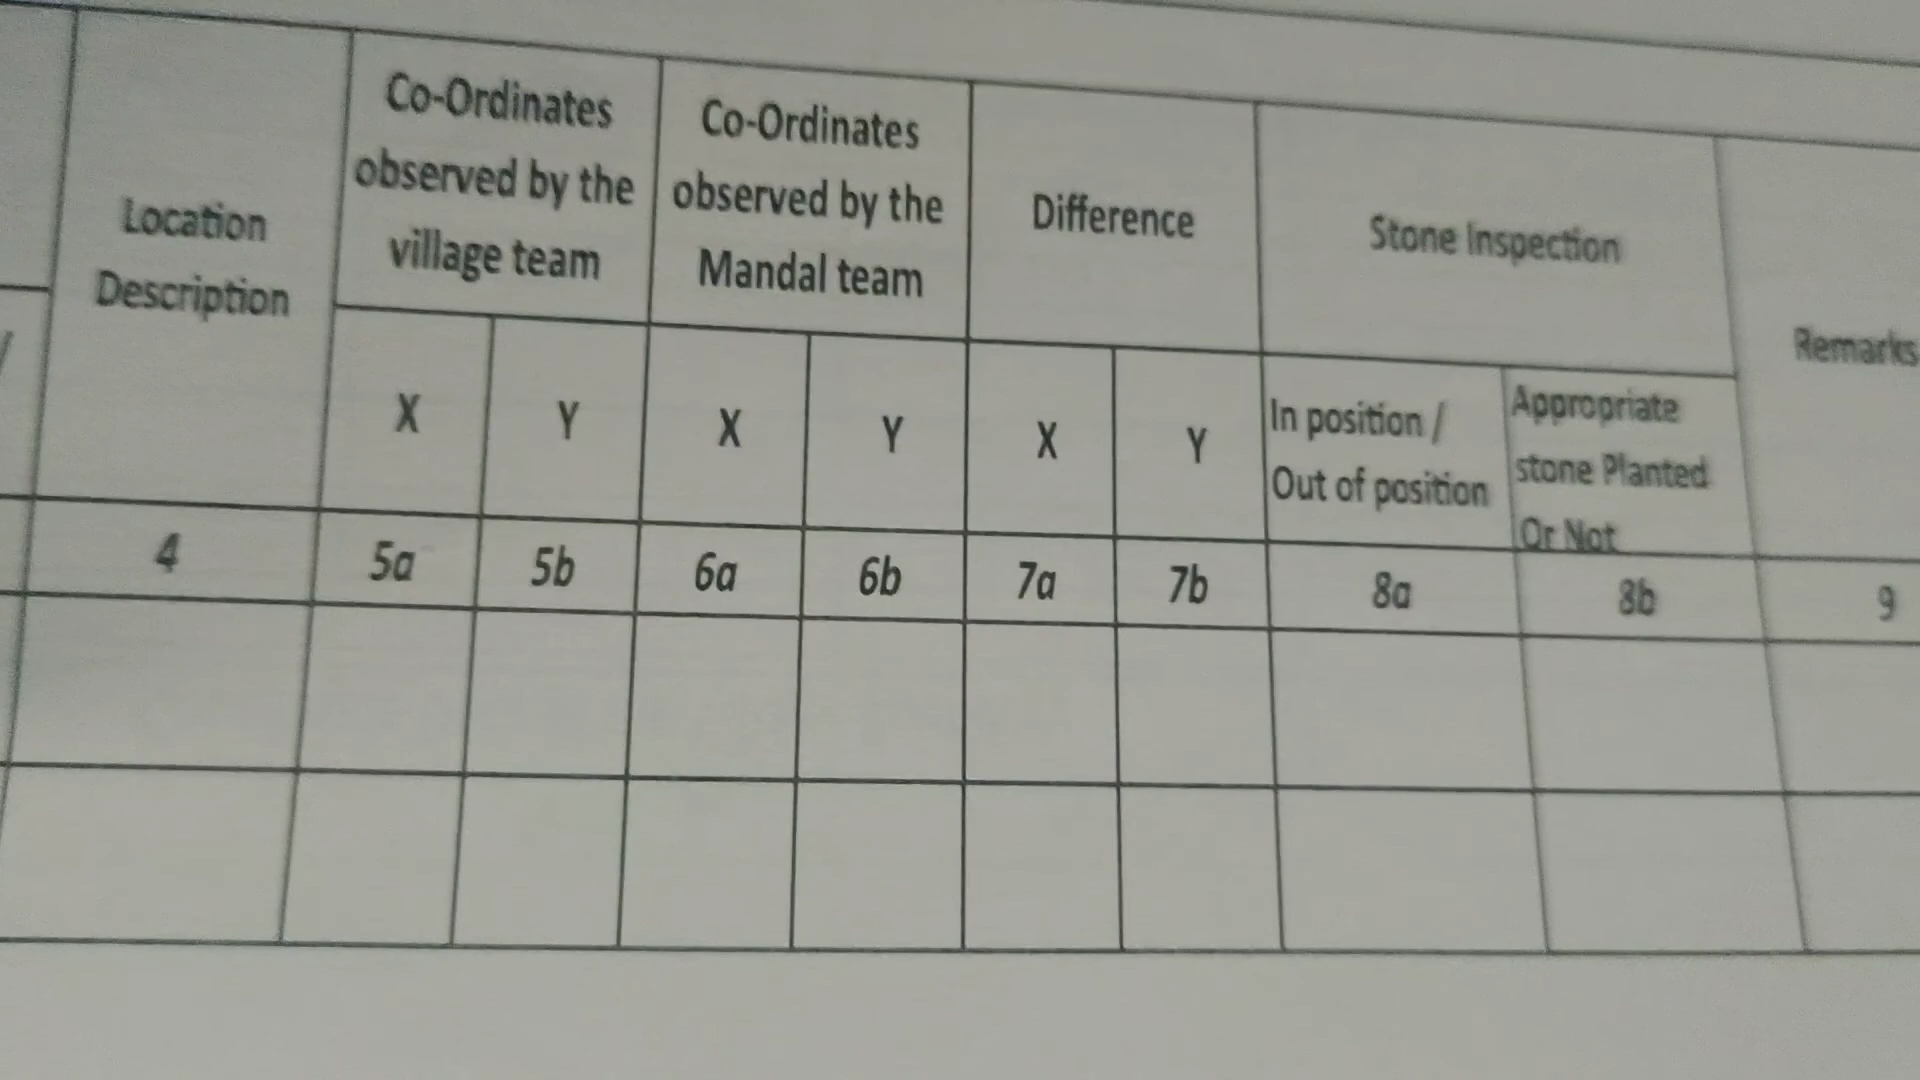 Location
Description
Co-Ordinates
observed by the
village team
Co-Ordinates
observed by the
Mandal team
Difference
Stone Inspection
Remarks
/
X
Y
X
Y
X
Y
In position /
Out of position
Appropriate
stone Planted
Or Not
4
5a
5b
6a
6b
7a
7b
8a
8b
9